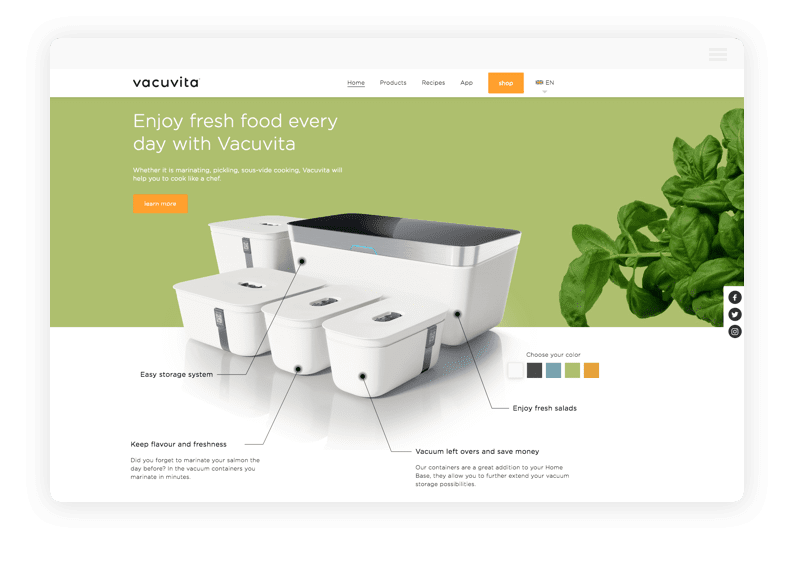 vacuvita
Home Products Recipes App shop EN
Enjoy fresh food every
day with Vacuvita
Whether it is marinating, pickling, sous-vide cooking, Vacuvita will
help you to cook like a chef.
learn more
Choose your color
Easy storage system
Enjoy fresh salads
Keep flavour and freshness
Did you forget to marinate your salmon the
day before? In the vacuum containers you
marinate in minutes.
Vacuum left overs and save money
Our containers are a great addition to your Home
Base, they allow you to further extend your vacuum
storage possibilities.